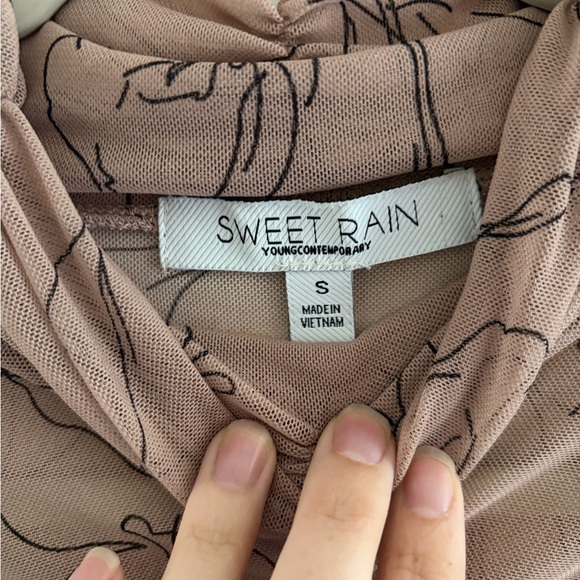 SWEET RAIN
YOUNGCONTEMPORARY
S
MADE IN
VIETNAM